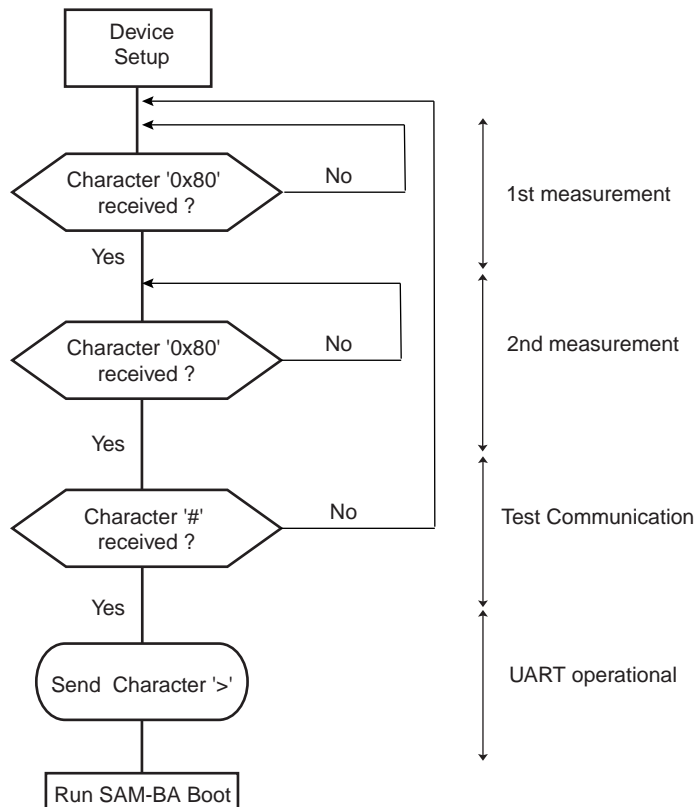 Device
Setup
Character '0x80'
received ?
No
1st measurement
Yes
Character '0x80'
received ?
No
2nd measurement
Yes
Character '#'
received ?
No
Test Communication
Yes
Send Character '>'
UART operational
Run SAM-BA Boot